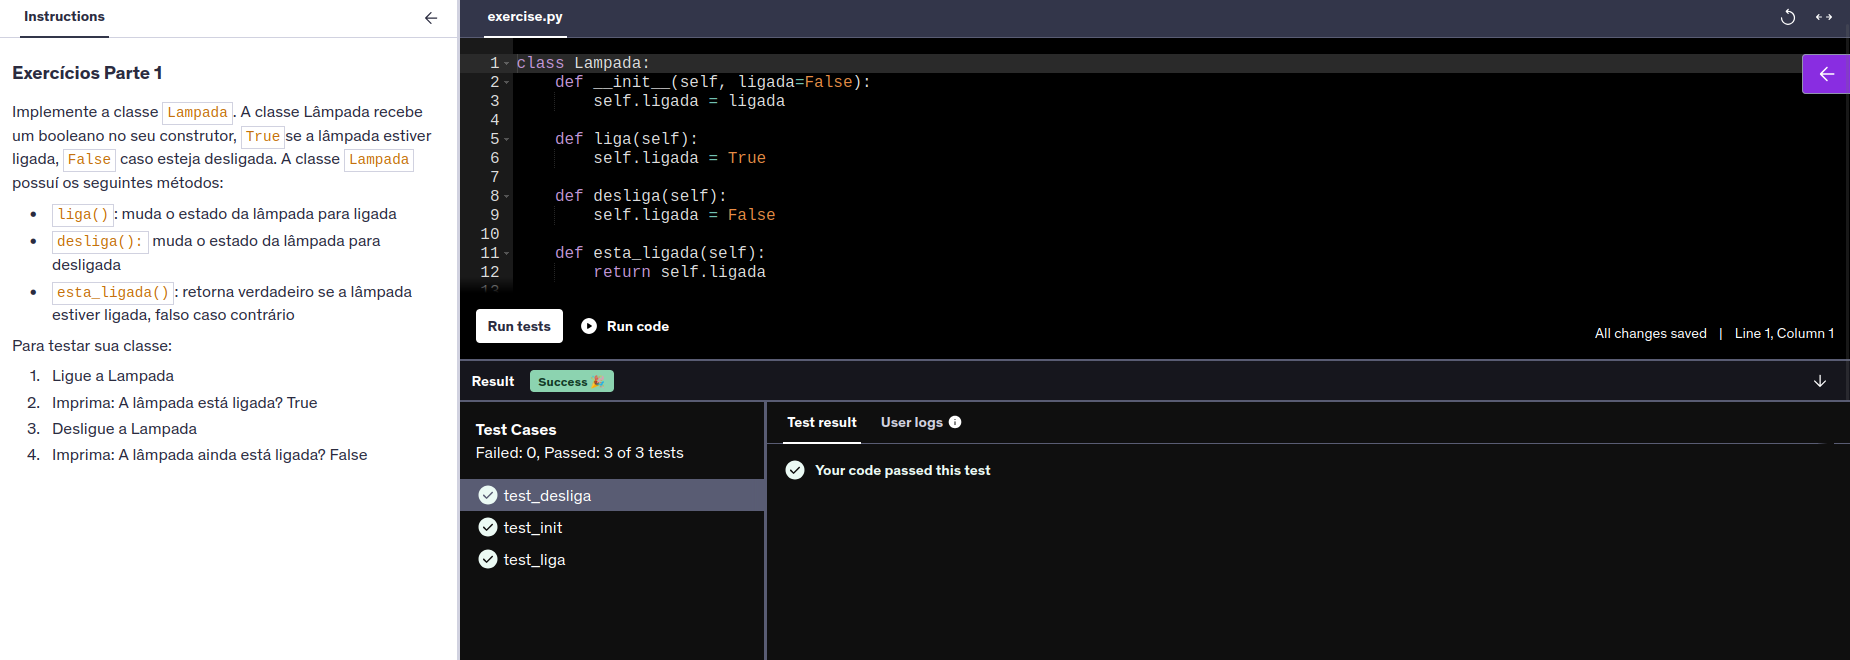 Instructions
Exercícios Parte 1
Implemente a classe Lampada. A classe Lâmpada recebe
um booleano no seu construtor, True se a lâmpada estiver
ligada, False caso esteja desligada. A classe Lampada
possuí os seguintes métodos:
• liga(): muda o estado da lâmpada para ligada
• desliga(): muda o estado da lâmpada para
desligada
• esta_ligada(): retorna verdadeiro se a lâmpada
estiver ligada, falso caso contrário
Para testar sua classe:
1. Ligue a Lampada
2. Imprima: A lâmpada está ligada? True
3. Desligue a Lampada
4. Imprima: A lâmpada ainda está ligada? False
exercise.py
1 class Lampada:
2     def __init__(self, ligada=False):
3         self.ligada = ligada
4
5     def liga(self):
6         self.ligada = True
7
8     def desliga(self):
9         self.ligada = False
10
11     def esta_ligada(self):
12         return self.ligada
13
Run tests Run code
All changes saved | Line 1, Column 1
Result Success 🎉
Test Cases
Failed: 0, Passed: 3 of 3 tests
test_desliga
test_init
test_liga
Test result User logs
Your code passed this test